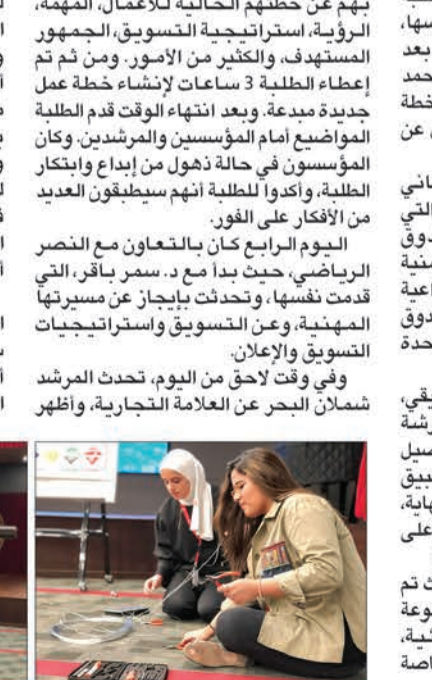 بهم عن خطتهم الحالية للأعمال، المهمة،
الرؤية، استراتيجية التسويق، الجمهور
المستهدف، والكثير من الأمور. ومن ثم تم
إعطاء الطلبة 3 ساعات لإنشاء خطة عمل
جديدة مبدعة. وبعد انتهاء الوقت قدم الطلبة
المواضيع أمام المؤسسين والمرشدين. وكان
المؤسسون في حالة ذهول من إبداع وابتكار
الطلبة، وأكدوا للطلبة أنهم سيطبقون العديد
من الأفكار على الفور.
اليوم الرابع كان بالتعاون مع النصر
الرياضي، حيث بدأ مع د. سمر باقر، التي
قدمت نفسها، وتحدثت بإيجاز عن مسيرتها
المهنية، وعن التسويق واستراتيجيات
التسويق والإعلان.
وفي وقت لاحق من اليوم، تحدث المرشد
شملان البحر عن العلامة التجارية، وأظهر